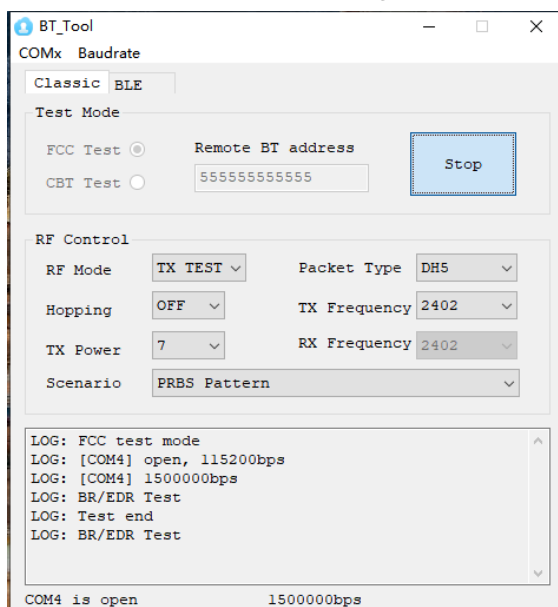 BT_Tool
COMx Baudrate
Classic BLE
Test Mode
FCC Test Remote BT address
Stop
CBT Test 555555555555
RF Control
RF Mode TX TEST Packet Type DH5
Hopping OFF TX Frequency 2402
TX Power 7 RX Frequency 2402
Scenario PRBS Pattern
LOG: FCC test mode
LOG: [COM4] open, 115200bps
LOG: [COM4] 1500000bps
LOG: BR/EDR Test
LOG: Test end
LOG: BR/EDR Test
COM4 is open 1500000bps